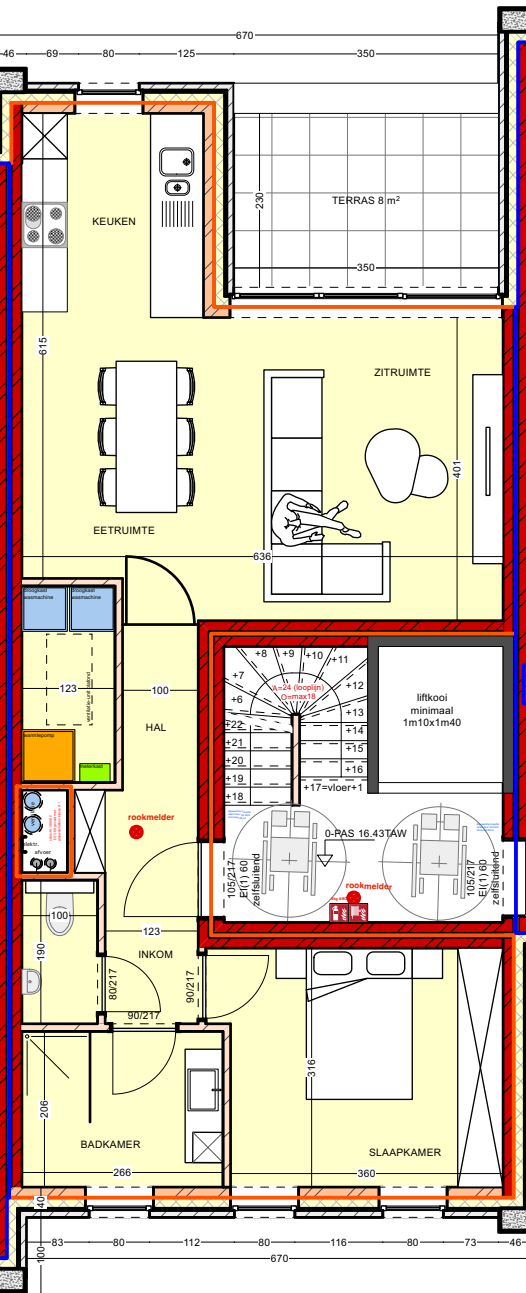 670
46
69
80
125
350
KEUKEN
230
TERRAS 8 m²
350
615
ZITRUIMTE
401
EETRUIMTE
636
droogkast
wasmachine
droogkast
wasmachine
123
ventilatie-unit plafond
100
HAL
warmtepomp
+6
+7
+8
+9
+10
+11
+12
+13
+14
+15
+16
+17=vloer+1
+22
+21
+20
+19
+18
A=24 (looplijn)
O=max18
liftkooi
minimaal
1m10x1m40
rookmelder
elektr.
afvoer
0-PAS 16.43TAW
105/217
EI(1) 60
zelfsluitend
105/217
EI(1) 60
zelfsluitend
rookmelder
100
190
123
INKOM
80/217
90/217
90/217
206
BADKAMER
266
316
SLAAPKAMER
360
40
100
83
80
112
80
116
80
73
46
670